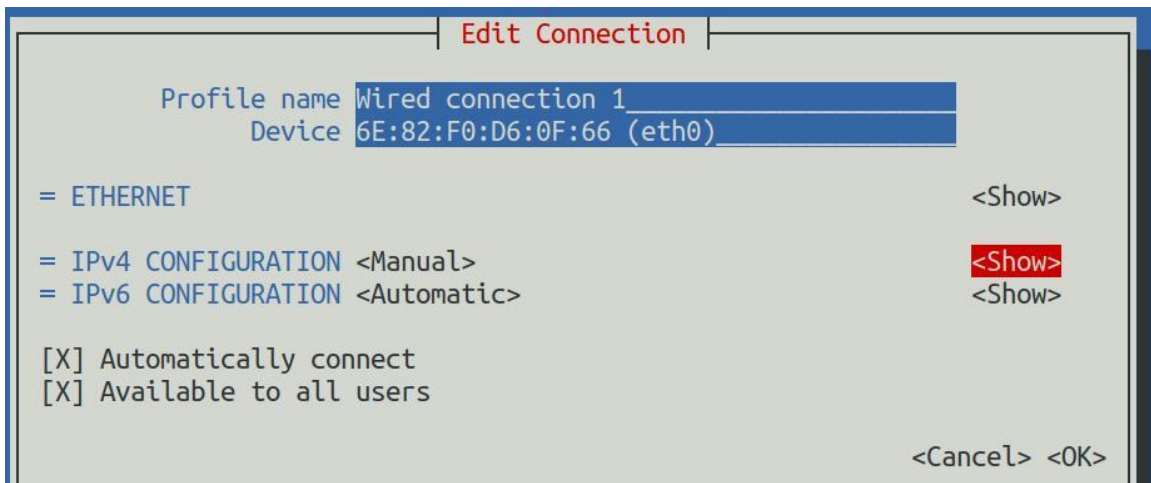 Edit Connection
Profile name Wired connection 1
Device 6E:82:F0:D6:0F:66 (eth0)
= ETHERNET <Show>
= IPv4 CONFIGURATION <Manual> <Show>
= IPv6 CONFIGURATION <Automatic> <Show>
[X] Automatically connect
[X] Available to all users
<Cancel> <OK>